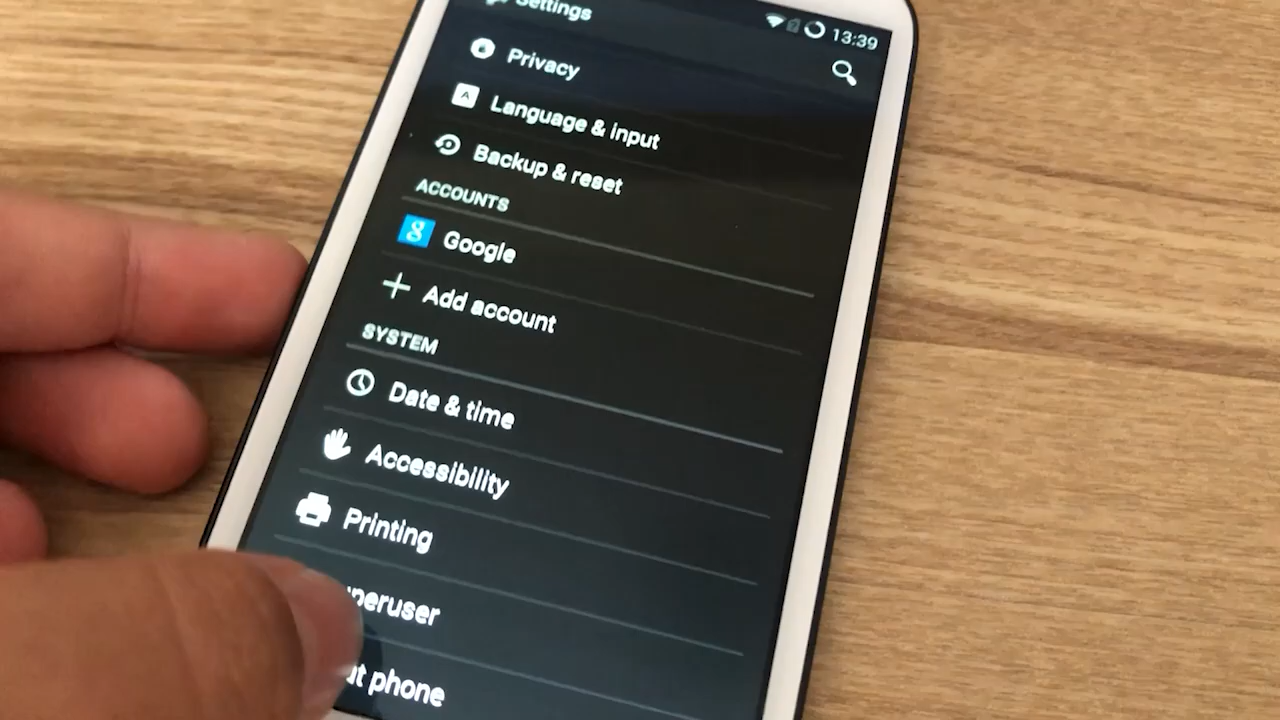 Settings
13:39
Privacy
A
Language & input
Backup & reset
ACCOUNTS
8
Google
Add account
SYSTEM
Date & time
Accessibility
Printing
peruser
t phone